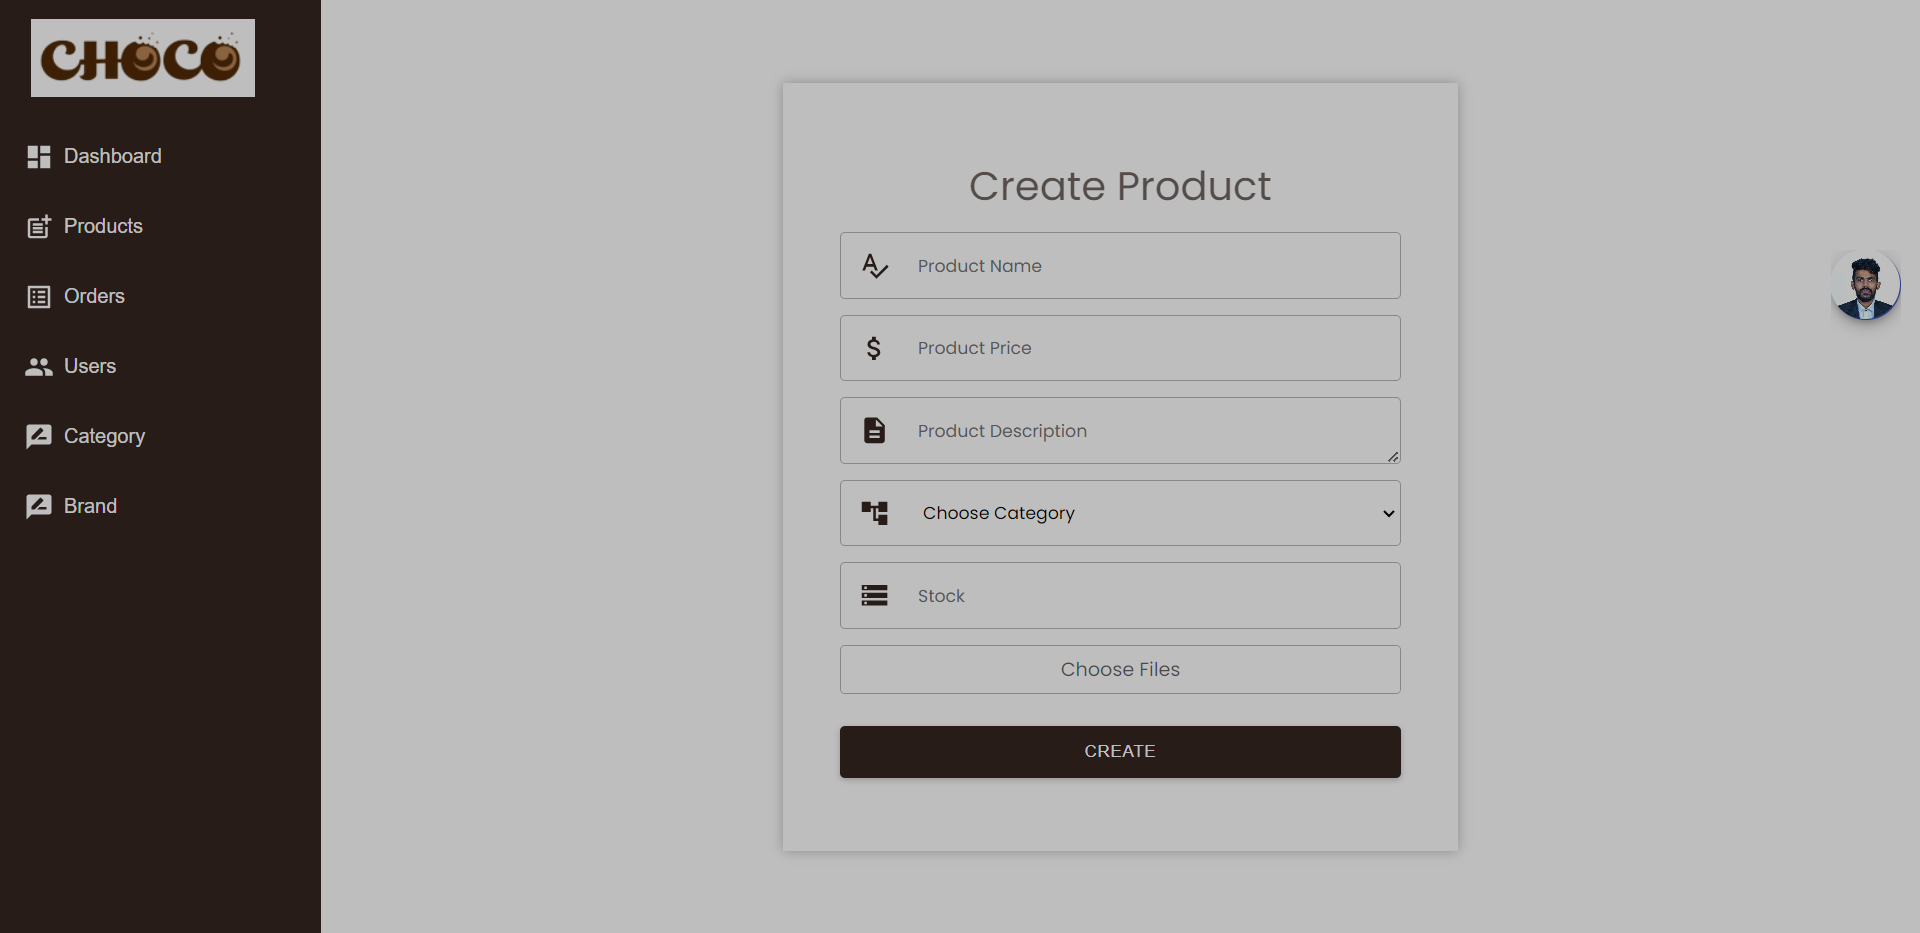 CHOCO
Dashboard
Products
Orders
Users
Category
Brand
Create Product
Product Name
Product Price
Product Description
Choose Category
Stock
Choose Files
CREATE